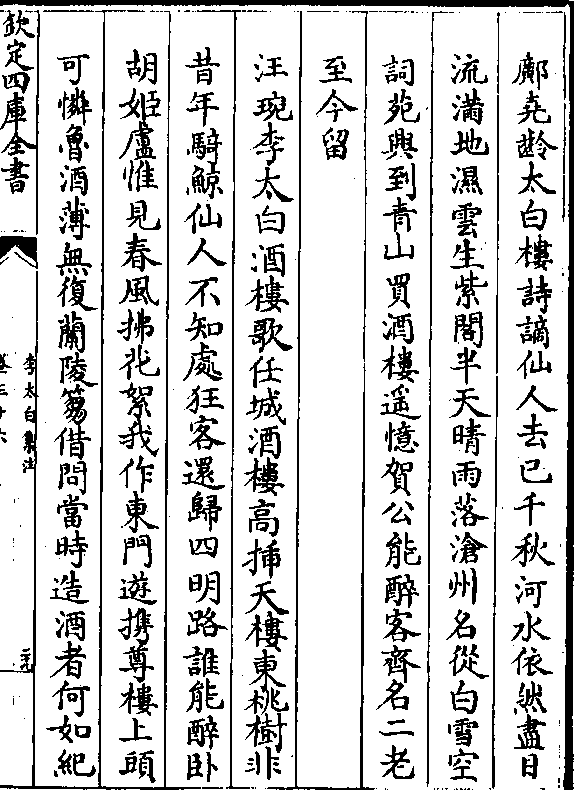 鄺堯齡太白樓詩謫仙人去已千秋河水依然盡日
流滿地濕雲生紫閣半天晴雨落滄州名從白雪空
詞苑興到青山買酒樓遥憶賀公能醉客齊名二老
至今留
汪琬李太白酒樓歌任城酒樓高揷天樓東桃樹非
昔年騎鯨仙人不知處狂客還歸四明路誰能醉卧
胡姬盧惟見春風拂花絮我作東門遊携尊樓上頭
可憐魯酒薄無復蘭陵蒭借問當時造酒者何如紀
欽定四庫全書
李太白集注
卷三十六
二十九